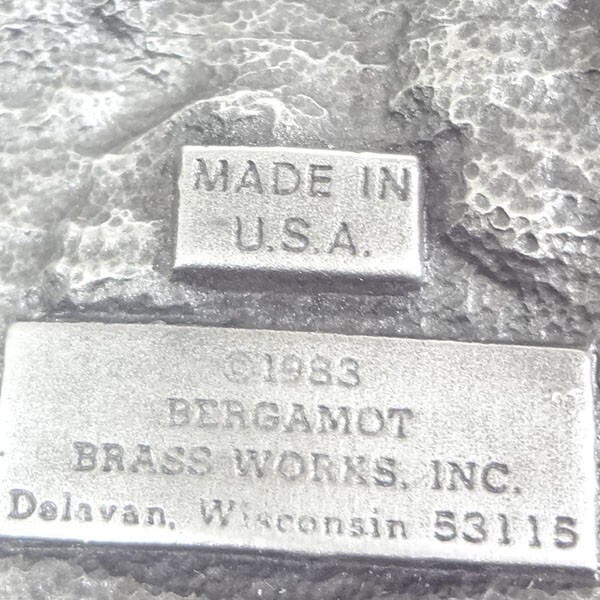 MADE IN
U.S.A.
©1983
BERGAMOT
BRASS WORKS, INC.
Delavan, Wisconsin 53115